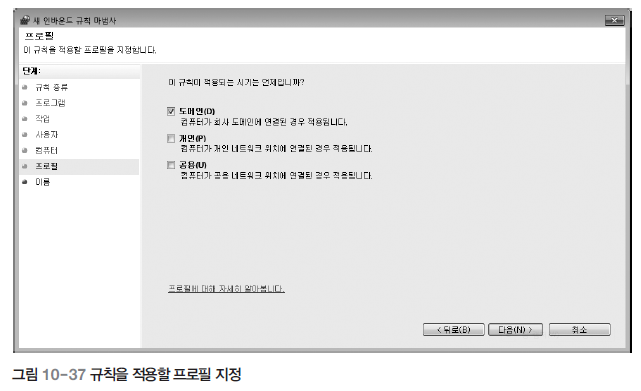 새 인바운드 규칙 마법사
프로필
이 규칙을 적용할 프로필을 지정합니다.
단계:
규칙 종류
프로그램
작업
사용자
컴퓨터
프로필
이름
이 규칙이 적용되는 시기는 언제입니까?
도메인(D)
컴퓨터가 회사 도메인에 연결된 경우 적용됩니다.
개인(P)
컴퓨터가 개인 네트워크 위치에 연결된 경우 적용됩니다.
공용(U)
컴퓨터가 공용 네트워크 위치에 연결된 경우 적용됩니다.
프로필에 대해 자세히 알아봅니다.
< 뒤로(B) 다음(N) > 취소
그림 10-37 규칙을 적용할 프로필 지정